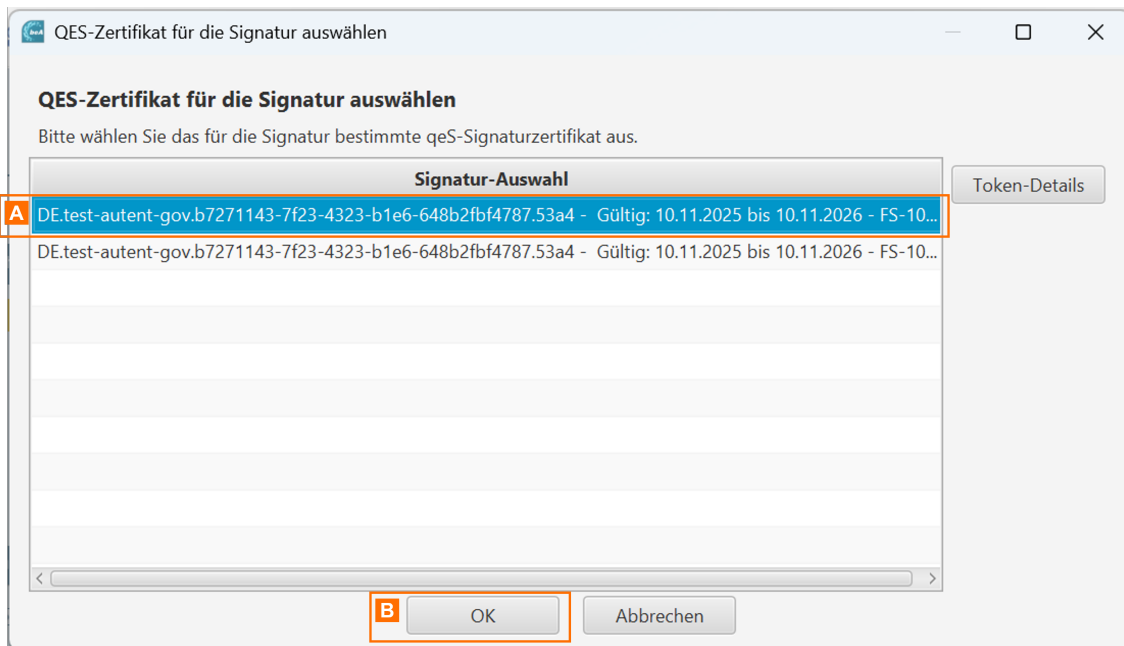 QES-Zertifikat für die Signatur auswählen
QES-Zertifikat für die Signatur auswählen
Bitte wählen Sie das für die Signatur bestimmte qeS-Signaturzertifikat aus.
Signatur-Auswahl
Token-Details
A DE.test-autent-gov.b7271143-7f23-4323-b1e6-648b2fbf4787.53a4 - Gültig: 10.11.2025 bis 10.11.2026 - FS-10...
DE.test-autent-gov.b7271143-7f23-4323-b1e6-648b2fbf4787.53a4 - Gültig: 10.11.2025 bis 10.11.2026 - FS-10...
B OK Abbrechen